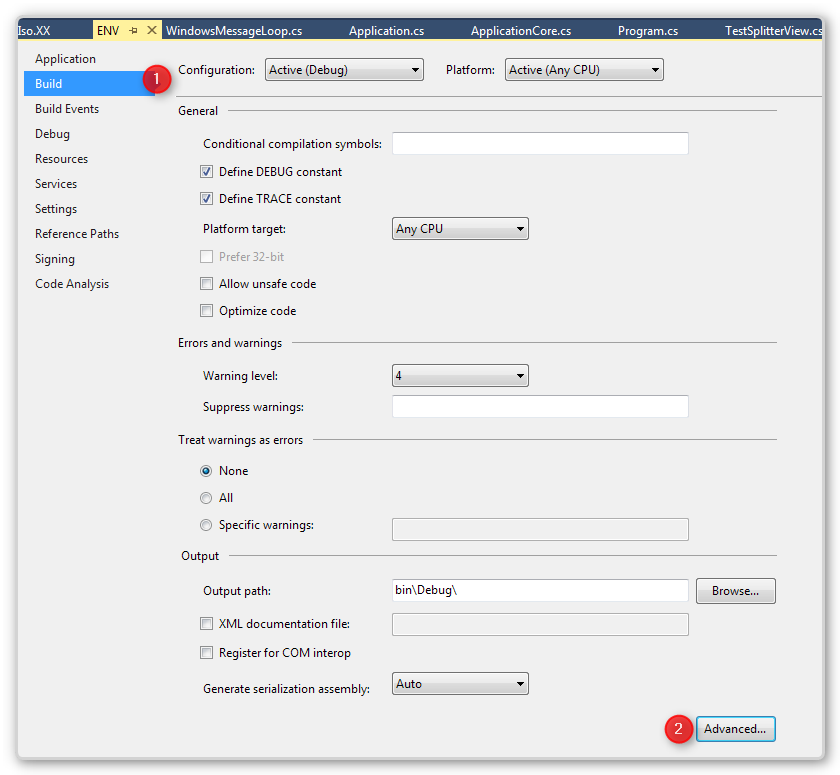 Iso.XX ENV WindowsMessageLoop.cs Application.cs ApplicationCore.cs Program.cs TestSplitterView.cs
Application
Build
Build Events
Debug
Resources
Services
Settings
Reference Paths
Signing
Code Analysis
1
Configuration: Active (Debug) Platform: Active (Any CPU)
General
Conditional compilation symbols:
Define DEBUG constant
Define TRACE constant
Platform target: Any CPU
Prefer 32-bit
Allow unsafe code
Optimize code
Errors and warnings
Warning level: 4
Suppress warnings:
Treat warnings as errors
None
All
Specific warnings:
Output
Output path: bin\Debug\ Browse...
XML documentation file:
Register for COM interop
Generate serialization assembly: Auto
2 Advanced...